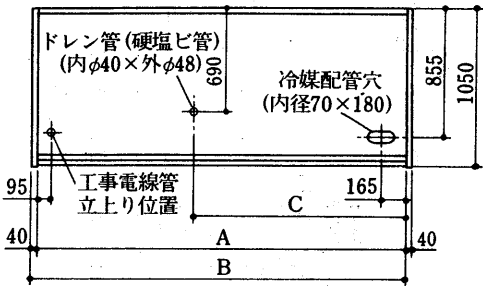 ドレン管(硬塩ビ管)
(内φ40×外φ48)
690
冷媒配管穴
(内径70×180)
855
1050
95
工事電線管
立上り位置
165
C
40
A
40
B